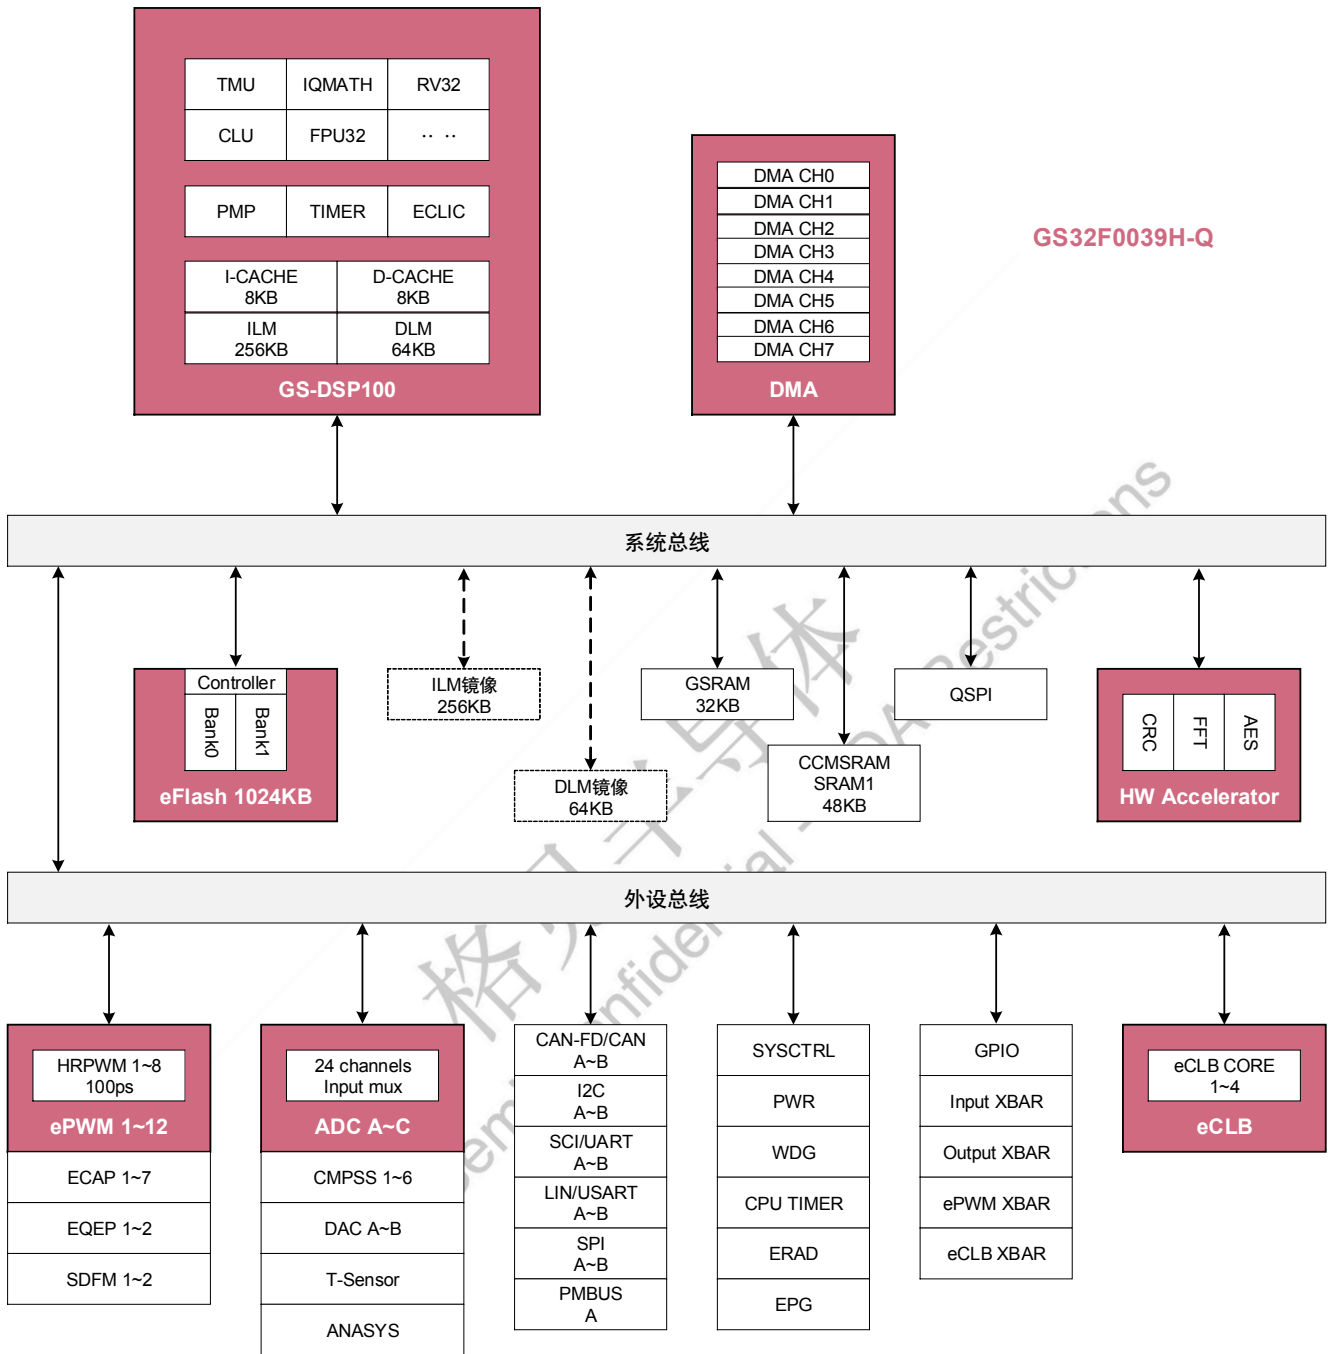 TMU
IQMATH
RV32
CLU
FPU32
·· ··
PMP
TIMER
ECLIC
I-CACHE
8KB
D-CACHE
8KB
ILM
256KB
DLM
64KB
GS-DSP100
DMA CH0
DMA CH1
DMA CH2
DMA CH3
DMA CH4
DMA CH5
DMA CH6
DMA CH7
DMA
GS32F0039H-Q
系统总线
Controller
Bank0
Bank1
eFlash 1024KB
ILM镜像
256KB
DLM镜像
64KB
GSRAM
32KB
CCMSRAM
SRAM1
48KB
QSPI
CRC
FFT
AES
HW Accelerator
外设总线
HRPWM 1~8
100ps
ePWM 1~12
ECAP 1~7
EQEP 1~2
SDFM 1~2
24 channels
Input mux
ADC A~C
CMPSS 1~6
DAC A~B
T-Sensor
ANASYS
CAN-FD/CAN
A~B
I2C
A~B
SCI/UART
A~B
LIN/USART
A~B
SPI
A~B
PMBUS
A
SYSCTRL
PWR
WDG
CPU TIMER
ERAD
EPG
GPIO
Input XBAR
Output XBAR
ePWM XBAR
eCLB XBAR
eCLB CORE
1~4
eCLB